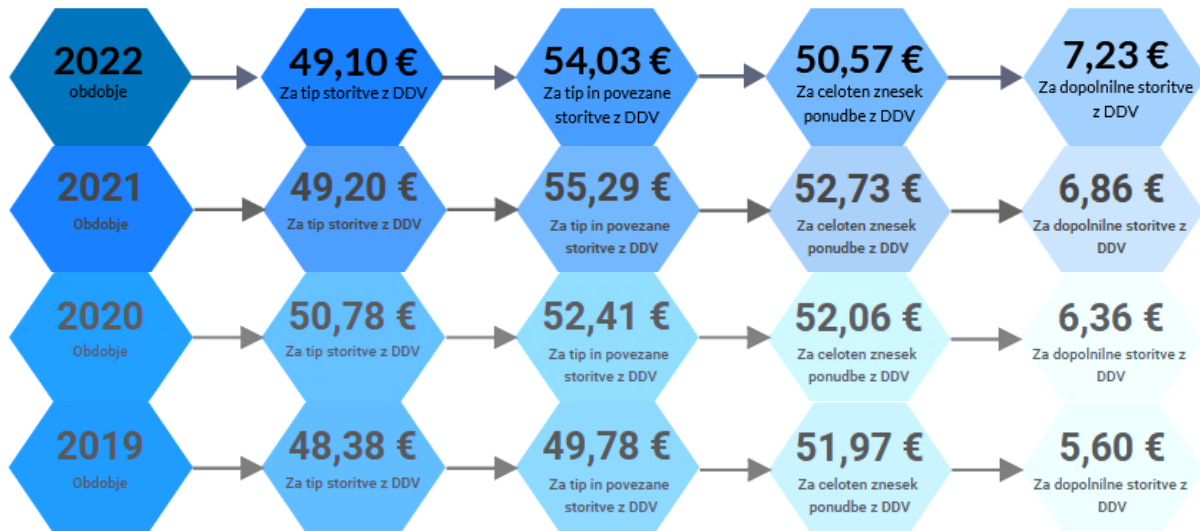 2022
obdobje
49,10 €
Za tip storitve z DDV
54,03 €
Za tip in povezane
storitve z DDV
50,57 €
Za celoten znesek
ponudbe z DDV
7,23 €
Za dopolnilne storitve
z DDV
2021
Obdobje
49,20 €
Za tip storitve z DDV
55,29 €
Za tip in povezane
storitve z DDV
52,73 €
Za celoten znesek
ponudbe z DDV
6,86 €
Za dopolnilne storitve z
DDV
2020
Obdobje
50,78 €
Za tip storitve z DDV
52,41 €
Za tip in povezane
storitve z DDV
52,06 €
Za celoten znesek
ponudbe z DDV
6,36 €
Za dopolnilne storitve z
DDV
2019
Obdobje
48,38 €
Za tip storitve z DDV
49,78 €
Za tip in povezane
storitve z DDV
51,97 €
Za celoten znesek
ponudbe z DDV
5,60 €
Za dopolnilne storitve z
DDV